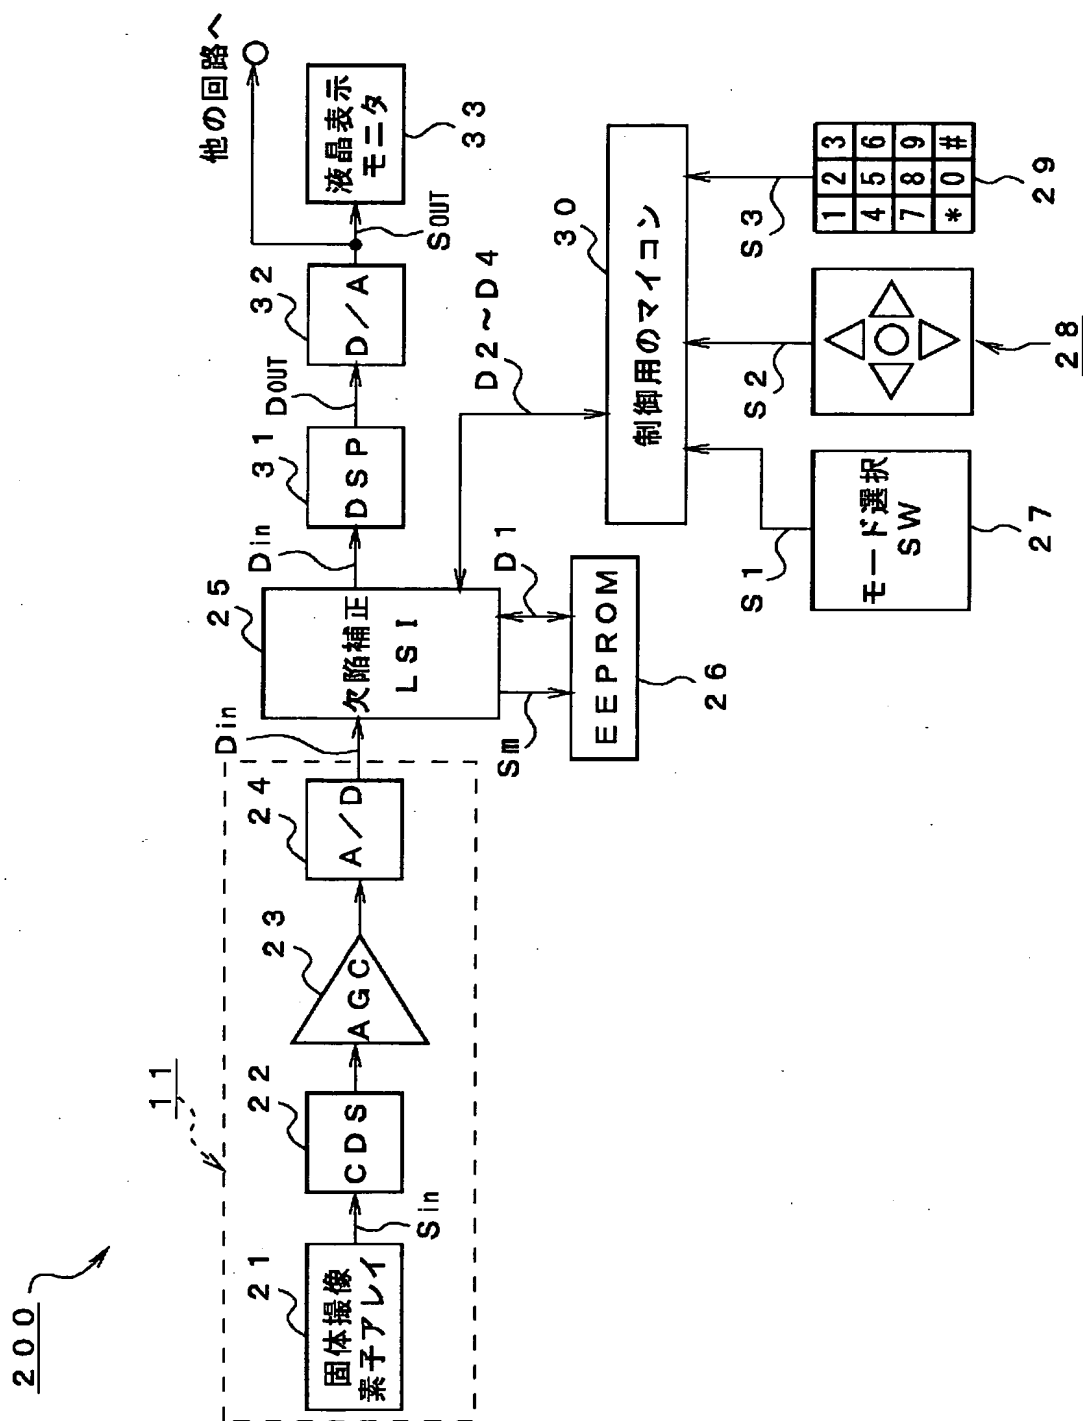 200
11
21
固体撮像
素子アレイ
Sin
22
CDS
23
AGC
24
A/D
Din
25
欠陥補正
LSI
Din
31
DSP
DOUT
32
D/A
SOUT
他の回路へ
液晶表示
モニタ
33
Sm
D1
EEPROM
26
D2~D4
30
制御用のマイコン
S1
S2
S3
モード選択
SW
27
28
1 2 3
4 5 6
7 8 9
* 0 #
29